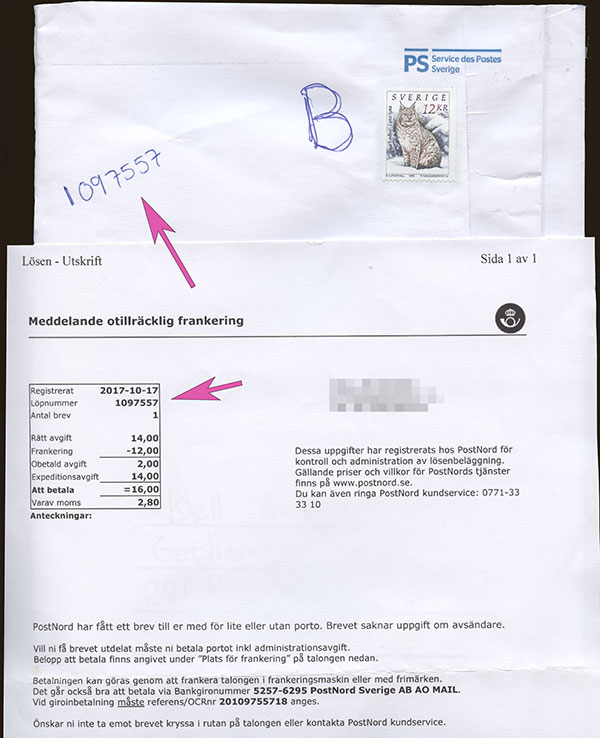 PS Service des Postes
Sverige
B
SVERIGE
12 KR
1097557
Lösen - Utskrift
Sida 1 av 1
Meddelande otillräcklig frankering
Registrerat 2017-10-17
Löpnummer 1097557
Antal brev 1
Rätt avgift 14,00
Frankering -12,00
Obetald avgift 2,00
Expeditionsavgift 14,00
Att betala =16,00
Varav moms 2,80
Anteckningar:
Dessa uppgifter har registrerats hos PostNord för
kontroll och administration av lösenbeläggning.
Gällande priser och villkor för PostNords tjänster
finns på www.postnord.se.
Du kan även ringa PostNord kundservice: 0771-33
33 10
PostNord har fått ett brev till er med för lite eller utan porto. Brevet saknar uppgift om avsändare.
Vill ni få brevet utdelat måste ni betala portot inkl administrationsavgift.
Belopp att betala finns angivet under "Plats för frankering" på talongen nedan.
Betalningen kan göras genom att frankera talongen i frankeringsmaskin eller med frimärken.
Det går också bra att betala via Bankgironummer 5257-6295 PostNord Sverige AB AO MAIL.
Vid girobetalning måste referens/OCRnr 20109755718 anges.
Önskar ni inte ta emot brevet kryssa i rutan på talongen eller kontakta PostNord kundservice.